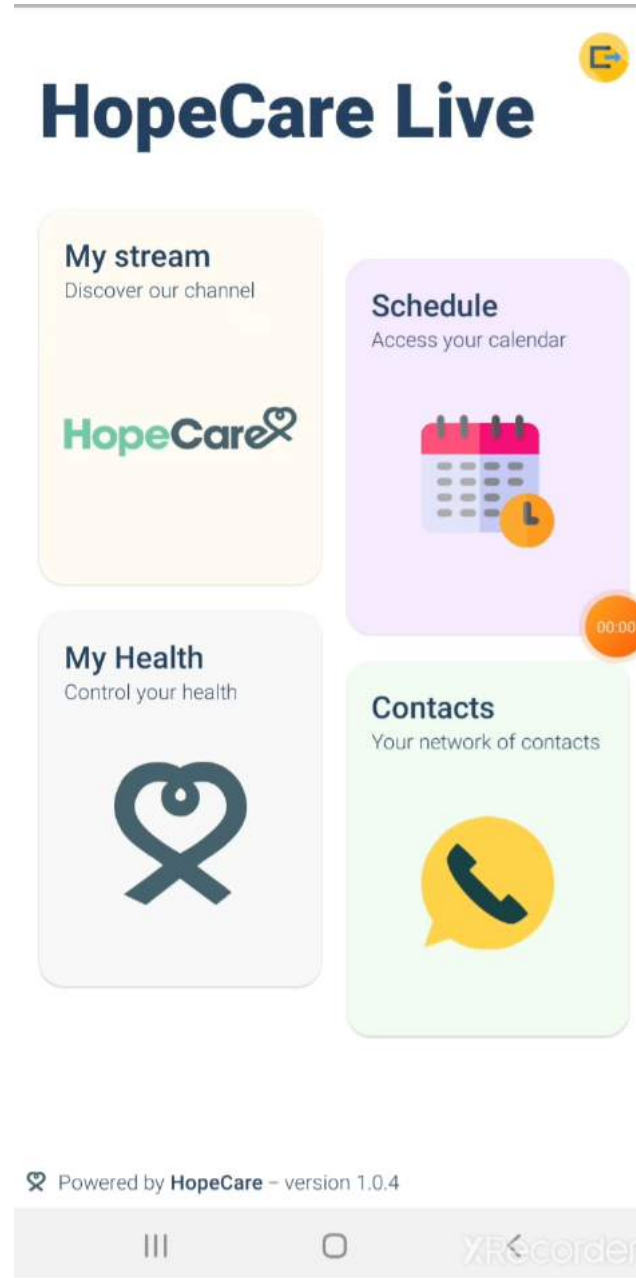 HopeCare Live
My stream
Discover our channel
HopeCare
Schedule
Access your calendar
00:00
My Health
Control your health
Contacts
Your network of contacts
Powered by HopeCare – version 1.0.4
XRecorder